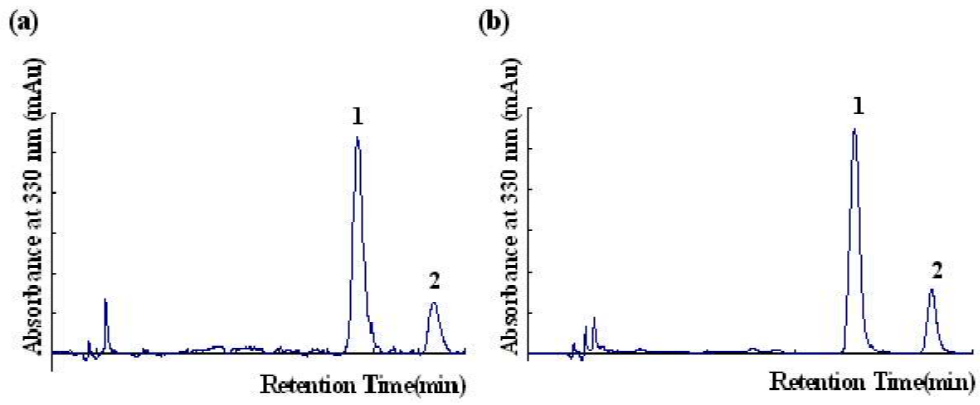 (a)
Absorbance at 330 nm (mAu)
1
2
Retention Time(min)
(b)
Absorbance at 330 nm (mAu)
1
2
Retention Time(min)